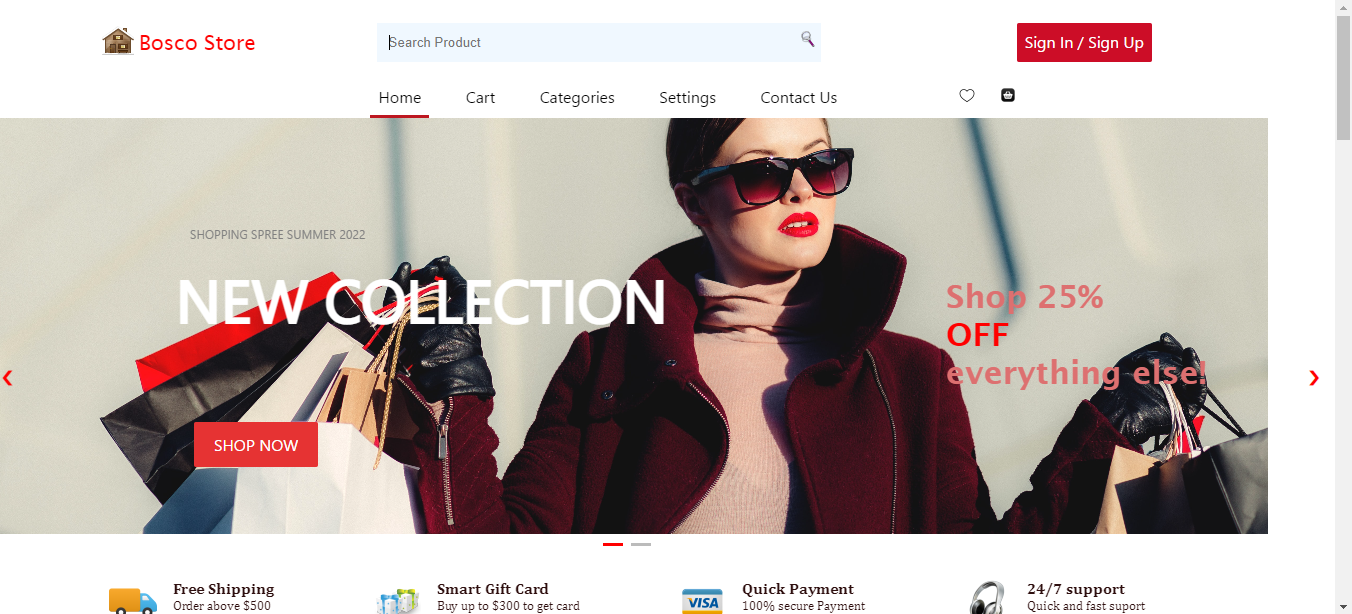 Bosco Store
Search Product
Sign In / Sign Up
Home Cart Categories Settings Contact Us
SHOPPING SPREE SUMMER 2022
NEW COLLECTION
Shop 25%
OFF
everything else!
SHOP NOW
Free Shipping
Order above $500
Smart Gift Card
Buy up to $300 to get card
VISA
Quick Payment
100% secure Payment
24/7 support
Quick and fast suport